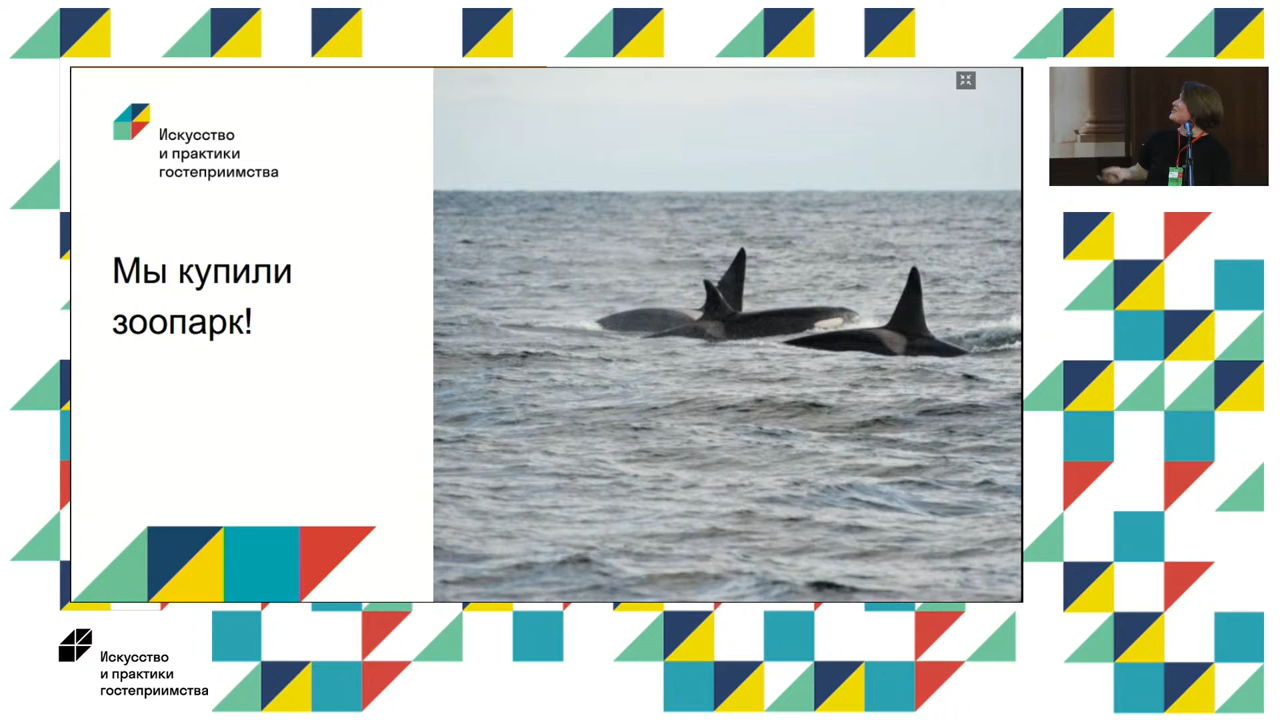 Искусство
и практики
гостеприимства
Мы купили
зоопарк!
Искусство
и практики
гостеприимства